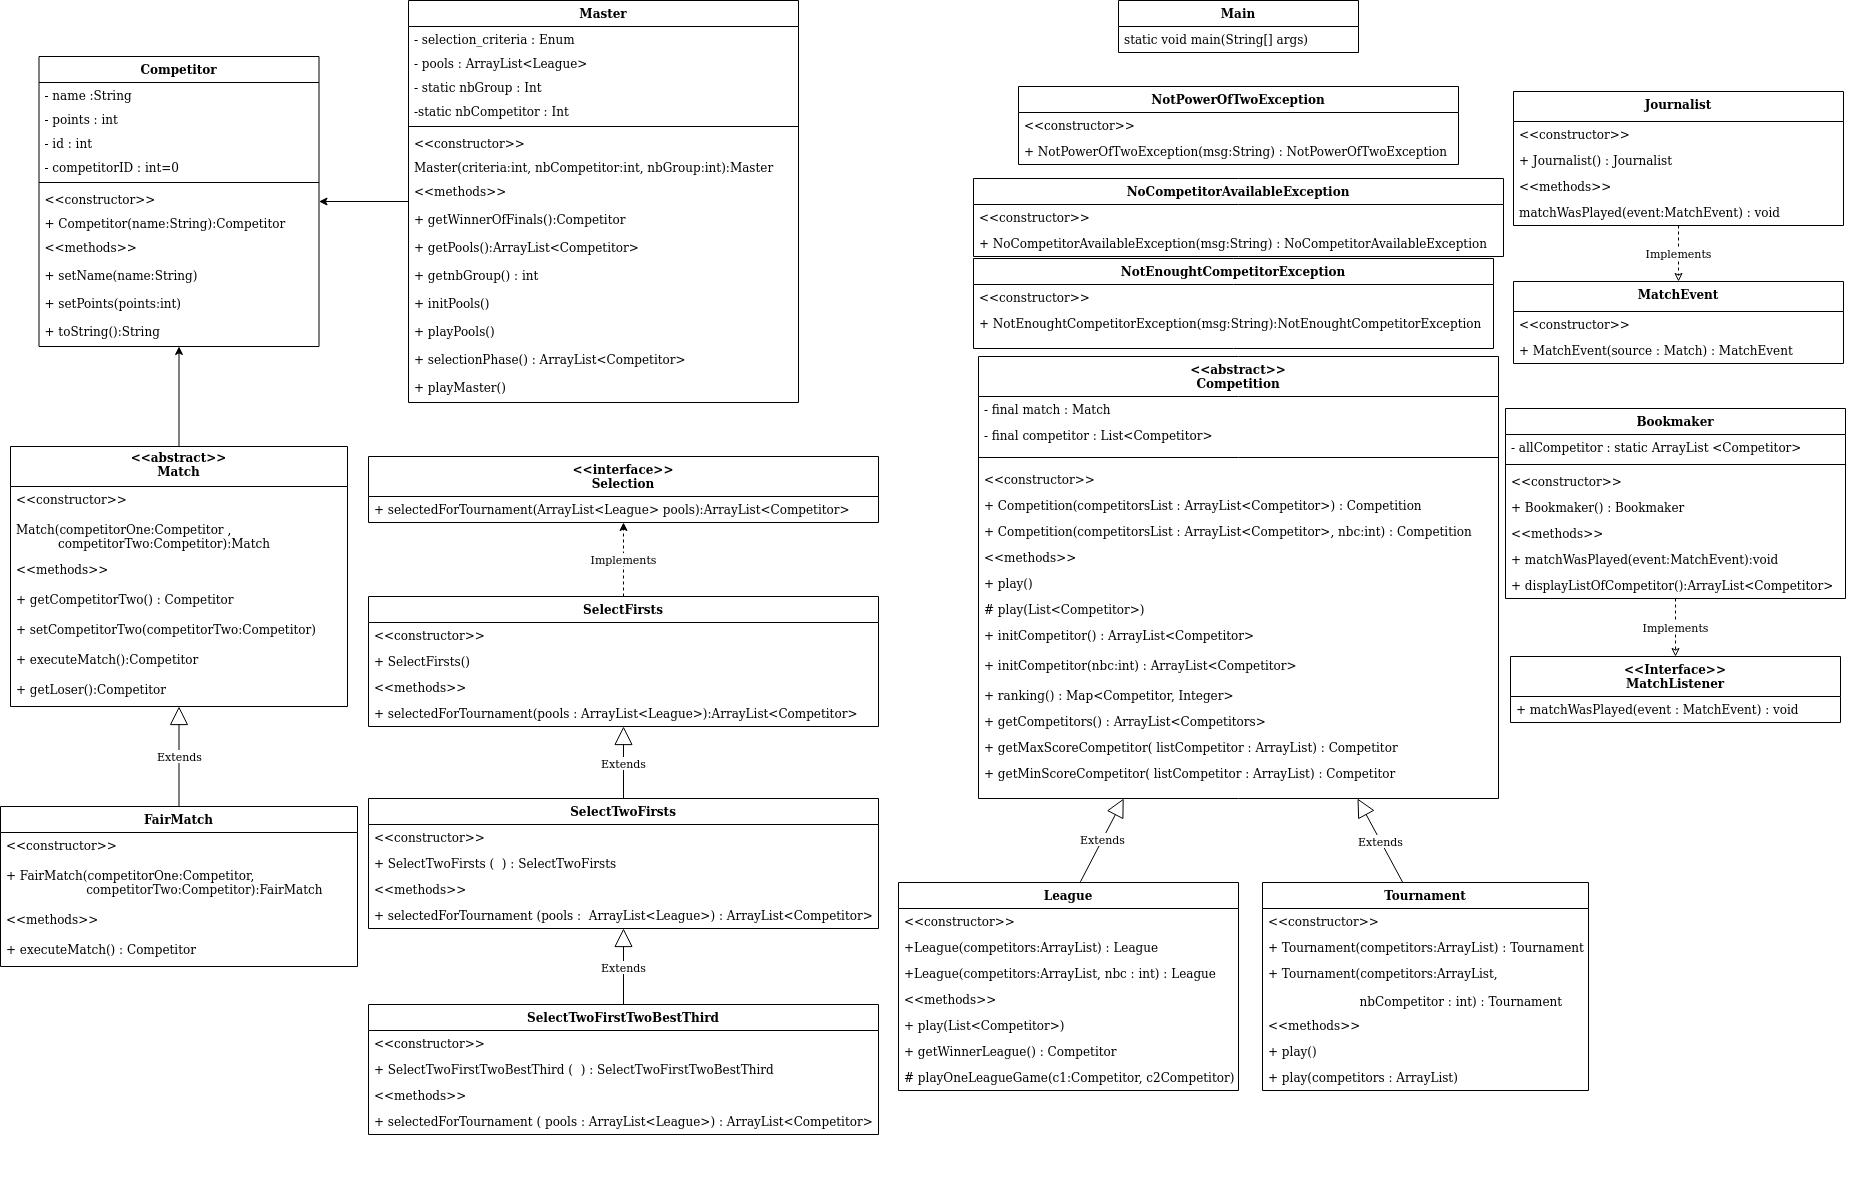 Master
- selection_criteria : Enum
- pools : ArrayList<League>
- static nbGroup : Int
-static nbCompetitor : Int
<<constructor>>
Master(criteria:int, nbCompetitor:int, nbGroup:int):Master
<<methods>>
+ getWinnerOfFinals():Competitor
+ getPools():ArrayList<Competitor>
+ getnbGroup() : int
+ initPools()
+ playPools()
+ selectionPhase() : ArrayList<Competitor>
+ playMaster()
Main
static void main(String[] args)
Competitor
- name :String
- points : int
- id : int
- competitorID : int=0
<<constructor>>
+ Competitor(name:String):Competitor
<<methods>>
+ setName(name:String)
+ setPoints(points:int)
+ toString():String
NotPowerOfTwoException
<<constructor>>
+ NotPowerOfTwoException(msg:String) : NotPowerOfTwoException
NoCompetitorAvailableException
<<constructor>>
+ NoCompetitorAvailableException(msg:String) : NoCompetitorAvailableException
NotEnoughtCompetitorException
<<constructor>>
+ NotEnoughtCompetitorException(msg:String):NotEnoughtCompetitorException
Journalist
<<constructor>>
+ Journalist() : Journalist
<<methods>>
matchWasPlayed(event:MatchEvent) : void
Implements
MatchEvent
<<constructor>>
+ MatchEvent(source : Match) : MatchEvent
<<abstract>>
Match
<<constructor>>
Match(competitorOne:Competitor ,
competitorTwo:Competitor):Match
<<methods>>
+ getCompetitorTwo() : Competitor
+ setCompetitorTwo(competitorTwo:Competitor)
+ executeMatch():Competitor
+ getLoser():Competitor
Extends
FairMatch
<<constructor>>
+ FairMatch(competitorOne:Competitor,
competitorTwo:Competitor):FairMatch
<<methods>>
+ executeMatch() : Competitor
<<interface>>
Selection
+ selectedForTournament(ArrayList<League> pools):ArrayList<Competitor>
Implements
SelectFirsts
<<constructor>>
+ SelectFirsts()
<<methods>>
+ selectedForTournament(pools : ArrayList<League>):ArrayList<Competitor>
Extends
SelectTwoFirsts
<<constructor>>
+ SelectTwoFirsts (  ) : SelectTwoFirsts
<<methods>>
+ selectedForTournament (pools :  ArrayList<League>) : ArrayList<Competitor>
Extends
SelectTwoFirstTwoBestThird
<<constructor>>
+ SelectTwoFirstTwoBestThird (  ) : SelectTwoFirstTwoBestThird
<<methods>>
+ selectedForTournament ( pools : ArrayList<League>) : ArrayList<Competitor>
<<abstract>>
Competition
- final match : Match
- final competitor : List<Competitor>
<<constructor>>
+ Competition(competitorsList : ArrayList<Competitor>) : Competition
+ Competition(competitorsList : ArrayList<Competitor>, nbc:int) : Competition
<<methods>>
+ play()
# play(List<Competitor>)
+ initCompetitor() : ArrayList<Competitor>
+ initCompetitor(nbc:int) : ArrayList<Competitor>
+ ranking() : Map<Competitor, Integer>
+ getCompetitors() : ArrayList<Competitors>
+ getMaxScoreCompetitor( listCompetitor : ArrayList) : Competitor
+ getMinScoreCompetitor( listCompetitor : ArrayList) : Competitor
Extends
Extends
League
<<constructor>>
+League(competitors:ArrayList) : League
+League(competitors:ArrayList, nbc : int) : League
<<methods>>
+ play(List<Competitor>)
+ getWinnerLeague() : Competitor
# playOneLeagueGame(c1:Competitor, c2Competitor)
Tournament
<<constructor>>
+ Tournament(competitors:ArrayList) : Tournament
+ Tournament(competitors:ArrayList,
nbCompetitor : int) : Tournament
<<methods>>
+ play()
+ play(competitors : ArrayList)
Bookmaker
- allCompetitor : static ArrayList <Competitor>
<<constructor>>
+ Bookmaker() : Bookmaker
<<methods>>
+ matchWasPlayed(event:MatchEvent):void
+ displayListOfCompetitor():ArrayList<Competitor>
Implements
<<Interface>>
MatchListener
+ matchWasPlayed(event : MatchEvent) : void